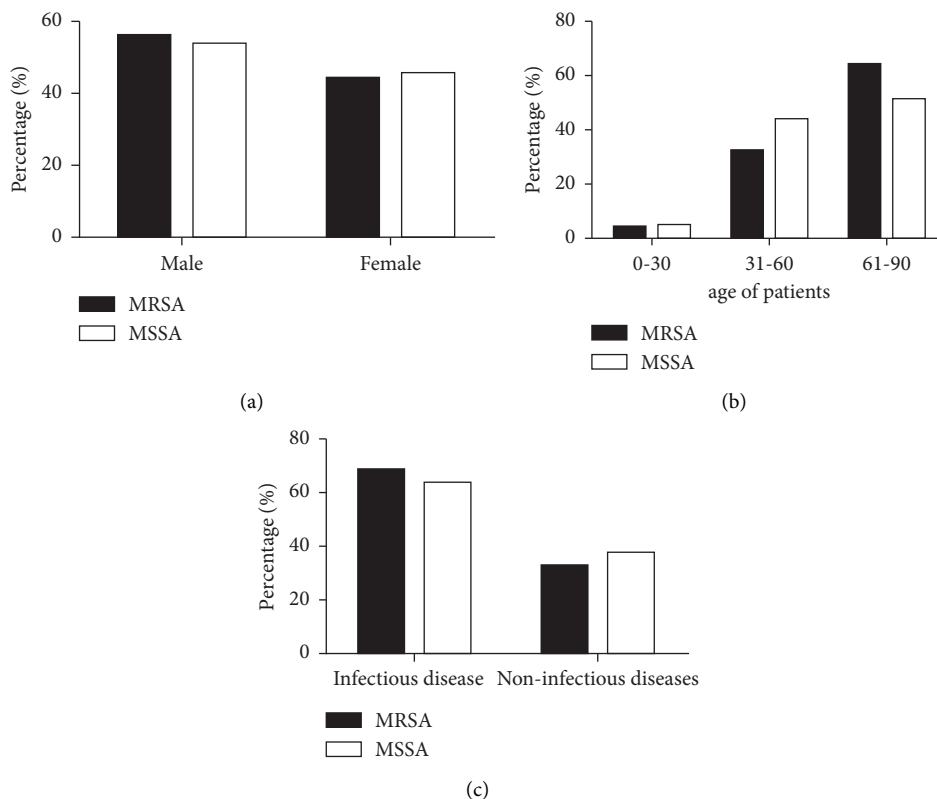 60
40
20
0
Percentage (%)
Male Female
MRSA
MSSA
(a)
80
60
40
20
0
Percentage (%)
0-30 31-60 61-90
age of patients
MRSA
MSSA
(b)
80
60
40
20
0
Percentage (%)
Infectious disease Non-infectious diseases
MRSA
MSSA
(c)